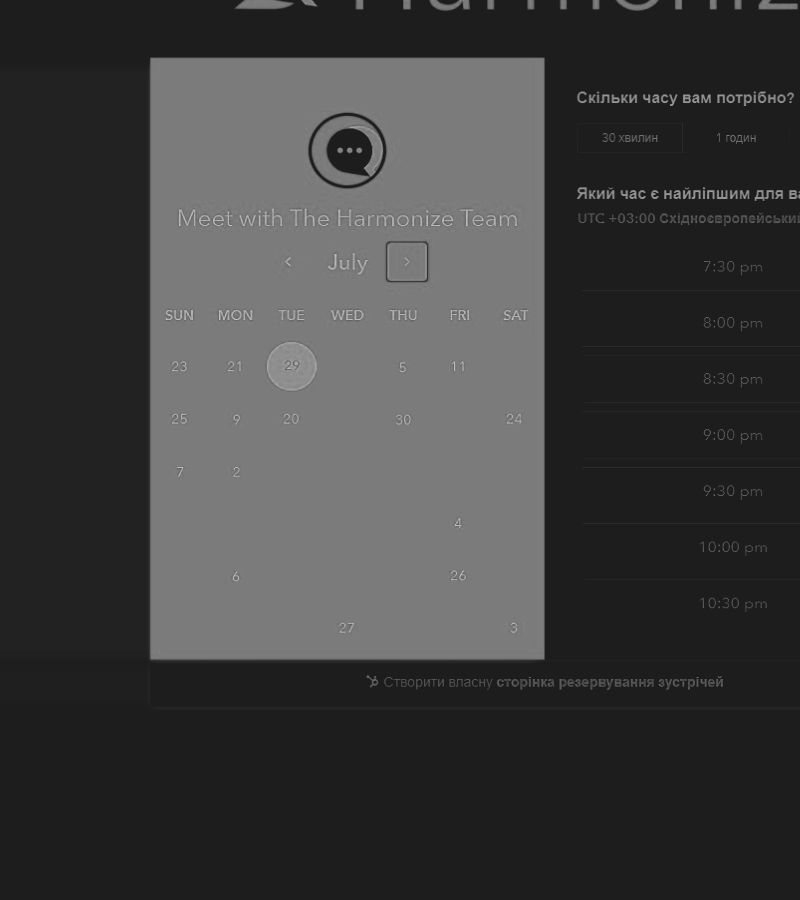 Harmoniz
Meet with The Harmonize Team
July
SUN MON TUE WED THU FRI SAT
23 21 29 5 11
25 9 20 30 24
7 2
4
6 26
27 3
Скільки часу вам потрібно?
30 хвилин 1 годин
Який час є найліпшим для ва
UTC +03:00 Східноєвропейський
7:30 pm
8:00 pm
8:30 pm
9:00 pm
9:30 pm
10:00 pm
10:30 pm
Створити власну сторінка резервування зустрічей